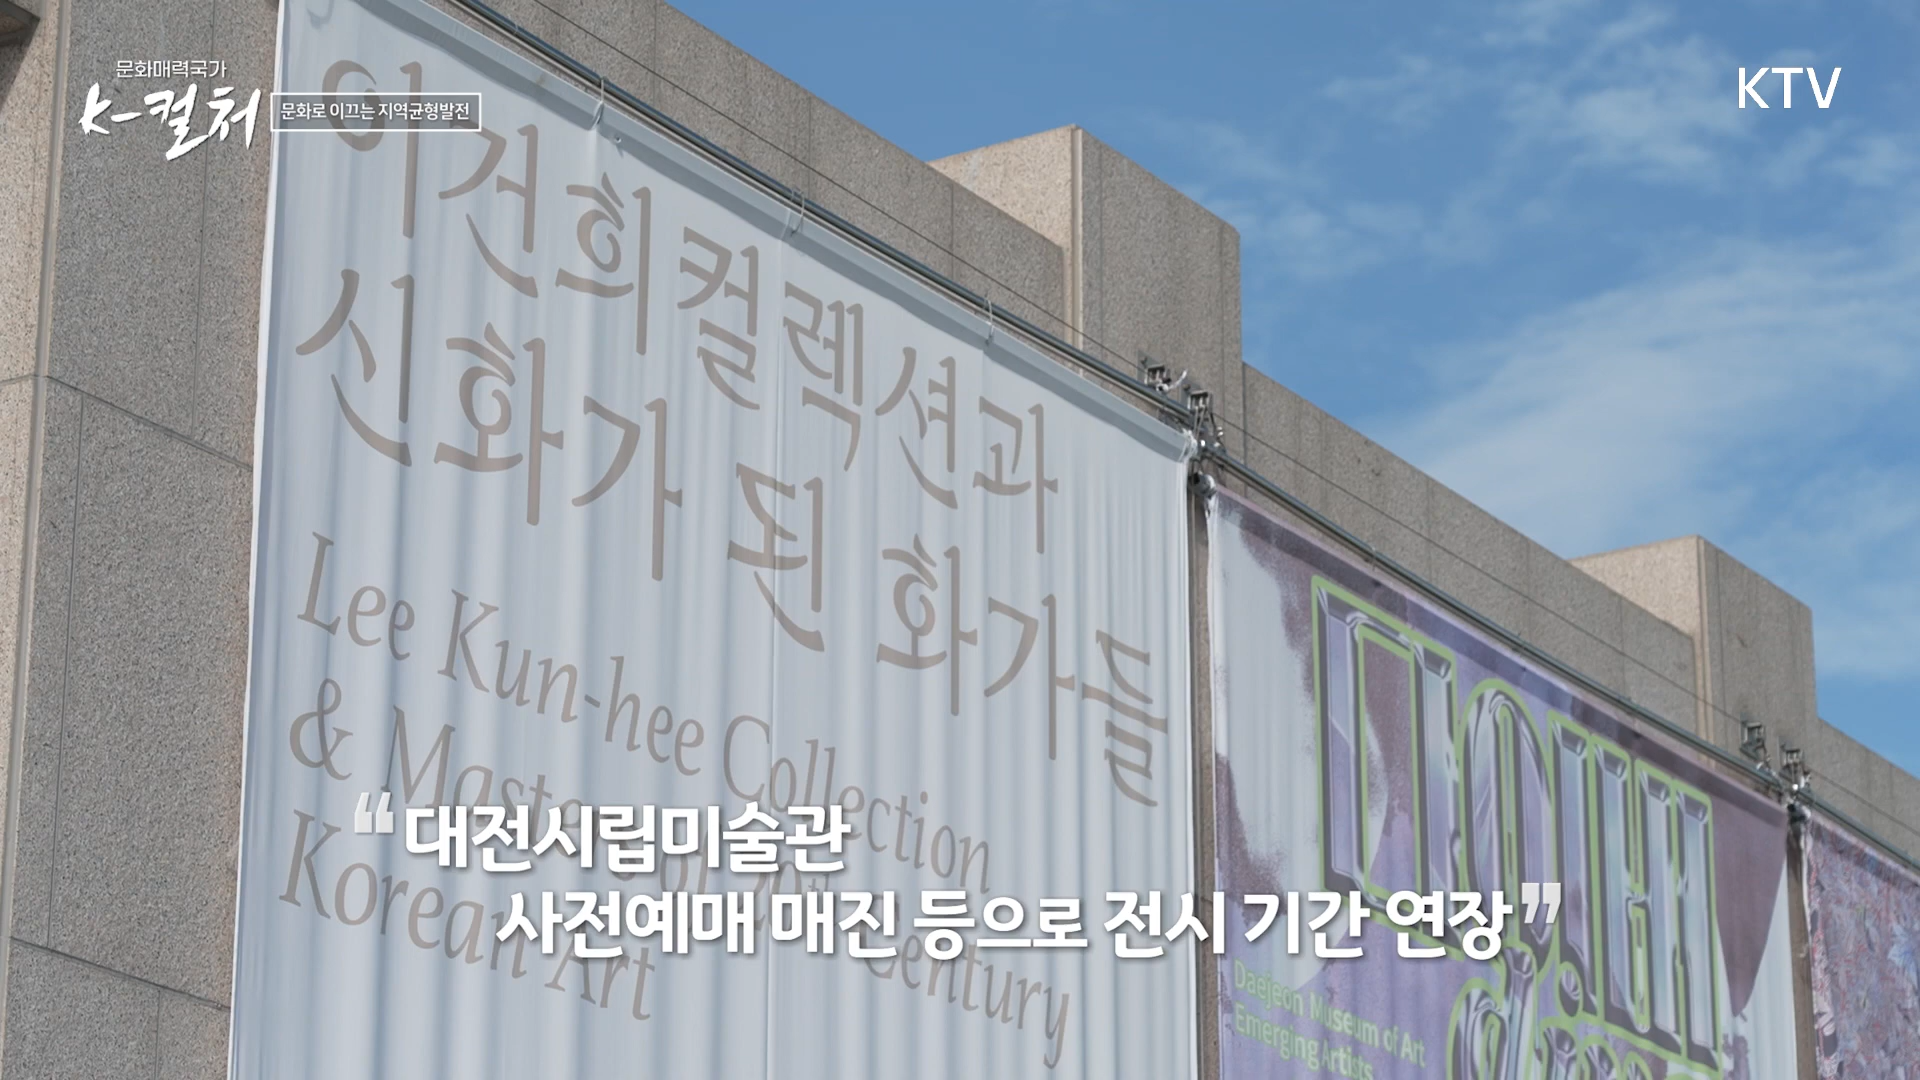 문화매력국가
K-컬처
문화로 이끄는 지역균형발전
KTV
이건희컬렉션과
신화가 된 화가들
Lee Kun-hee Collection
& Masters of 20th Century
Korean Art
Daejeon Museum of Art
Emerging Artists
“대전시립미술관
사전예매 매진 등으로 전시 기간 연장”